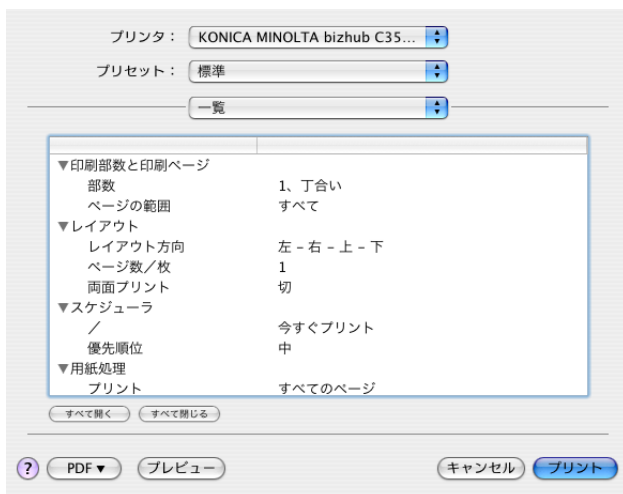 プリンタ： KONICA MINOLTA bizhub C35...
プリセット： 標準
一覧
▼印刷部数と印刷ページ
部数 1、丁合い
ページの範囲 すべて
▼レイアウト
レイアウト方向 左 – 右 – 上 – 下
ページ数／枚 1
両面プリント 切
▼スケジューラ
／ 今すぐプリント
優先順位 中
▼用紙処理
プリント すべてのページ
すべて開く すべて閉じる
? PDF▼ プレビュー キャンセル プリント